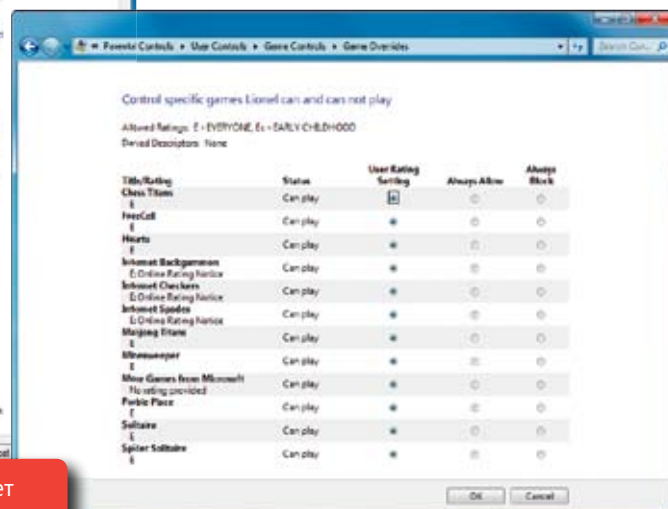 Parental Controls ▸ User Controls ▸ Game Controls ▸ Game Overrides
Control specific games Lionel can and can not play
Allowed Ratings: E - EVERYONE, Ec - EARLY CHILDHOOD
Denied Descriptors: None
Title/Rating Status User Rating Setting Always Allow Always Block
Chess Titans Can play
E
FreeCell Can play
E
Hearts Can play
E
Internet Backgammon Can play
E: Online Rating Notice
Internet Checkers Can play
E: Online Rating Notice
Internet Spades Can play
E: Online Rating Notice
Mahjong Titans Can play
E
Minesweeper Can play
E
More Games from Microsoft Can play
No rating provided
Purble Place Can play
E
Solitaire Can play
E
Spider Solitaire Can play
E
OK Cancel